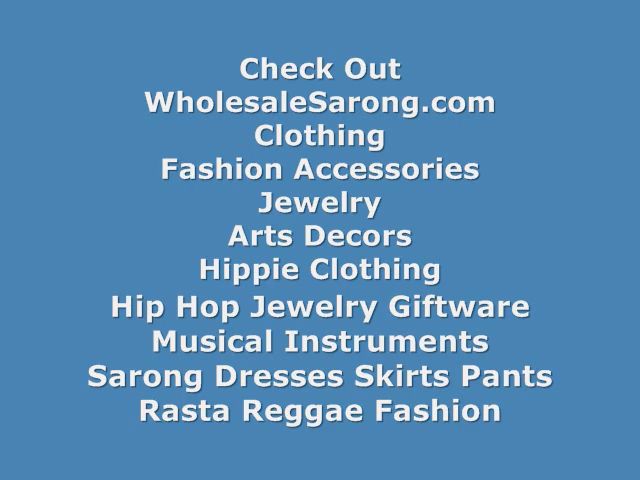 Check Out
WholesaleSarong.com
Clothing
Fashion Accessories
Jewelry
Arts Decors
Hippie Clothing
Hip Hop Jewelry Giftware
Musical Instruments
Sarong Dresses Skirts Pants
Rasta Reggae Fashion